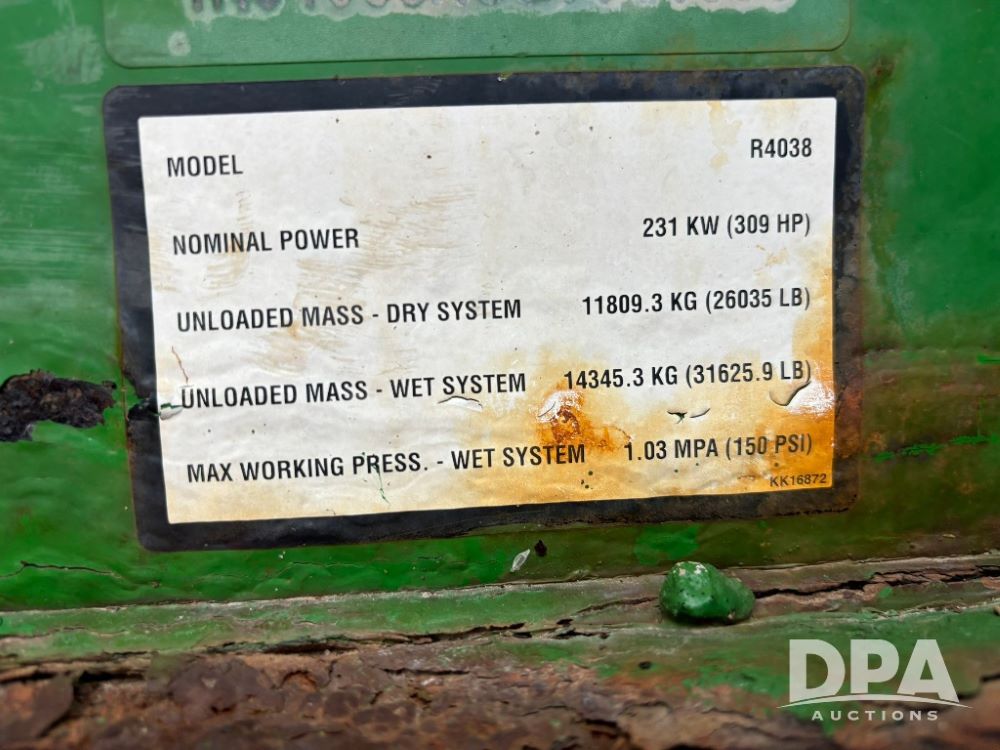 MODEL R4038
NOMINAL POWER 231 KW (309 HP)
UNLOADED MASS - DRY SYSTEM 11809.3 KG (26035 LB)
UNLOADED MASS - WET SYSTEM 14345.3 KG (31625.9 LB)
MAX WORKING PRESS. - WET SYSTEM 1.03 MPA (150 PSI)
KK16872
DPA
AUCTIONS